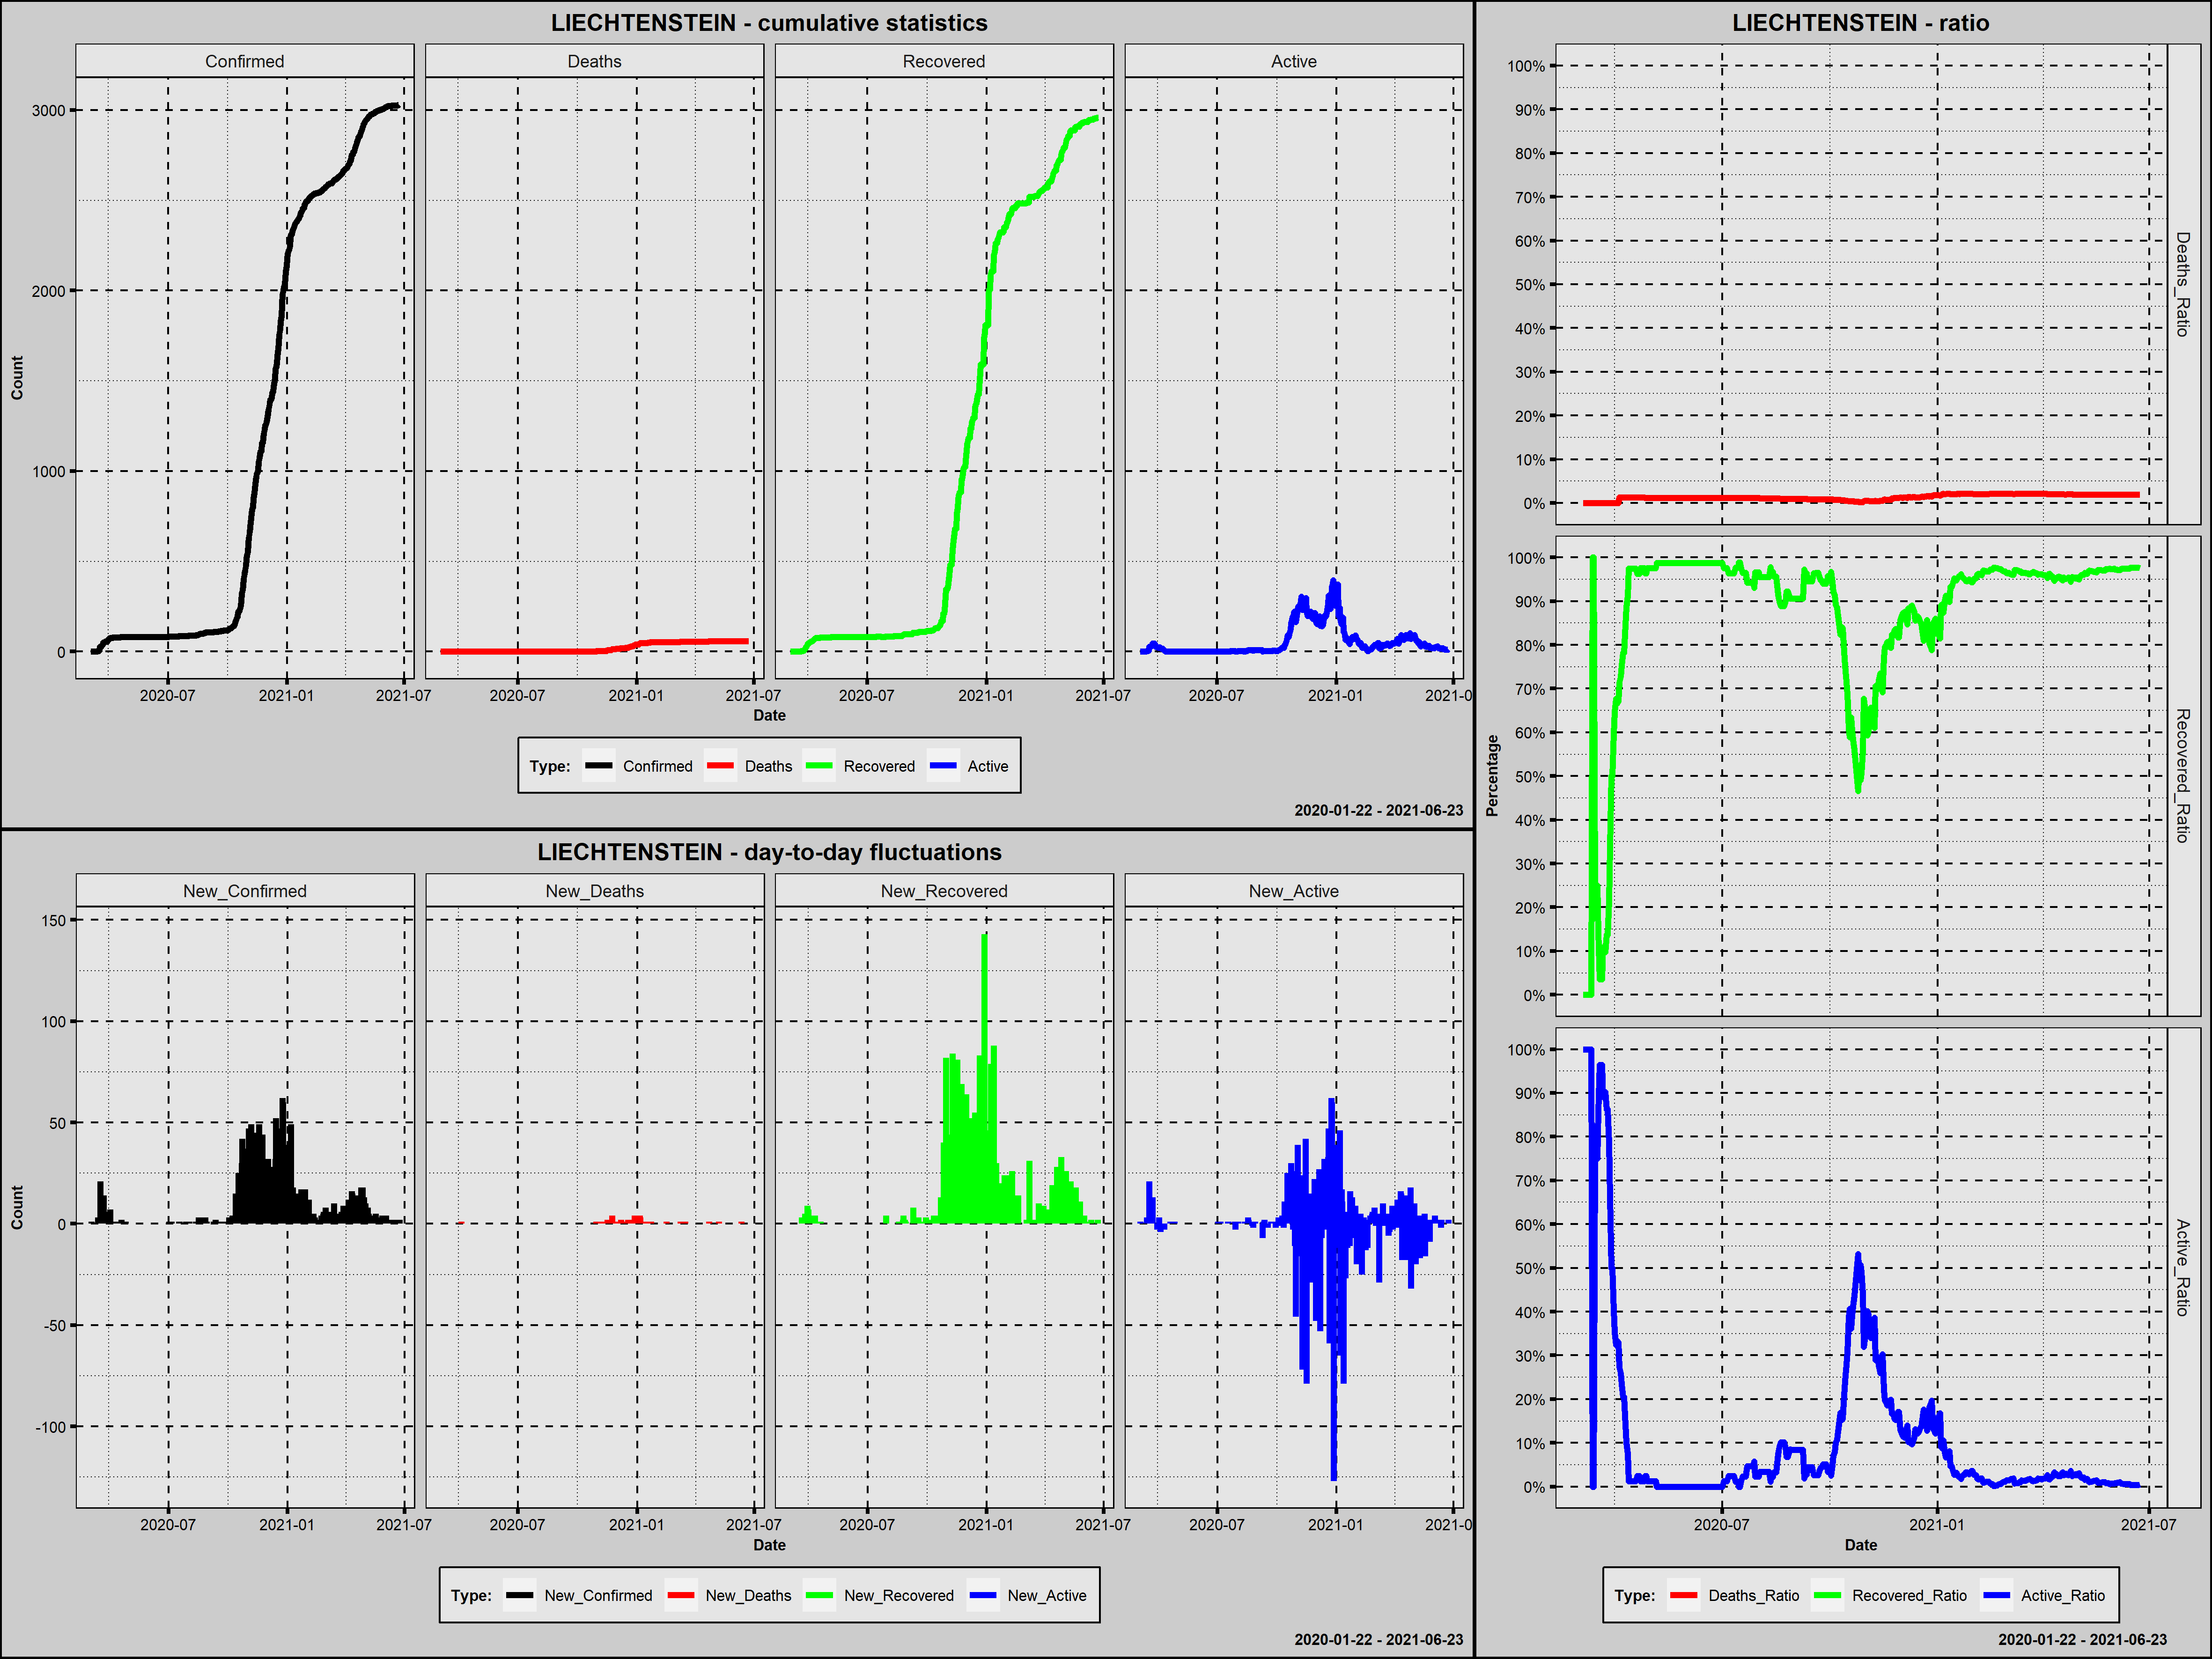 LIECHTENSTEIN - cumulative statistics
Confirmed Deaths Recovered Active
3000
2000
1000
0
Count
2020-07 2021-01 2021-07 2020-07 2021-01 2021-07 2020-07 2021-01 2021-07 2020-07 2021-01 2021-0
Date
Type: Confirmed Deaths Recovered Active
2020-01-22 - 2021-06-23
LIECHTENSTEIN - day-to-day fluctuations
New_Confirmed New_Deaths New_Recovered New_Active
150
100
50
0
-50
-100
Count
2020-07 2021-01 2021-07 2020-07 2021-01 2021-07 2020-07 2021-01 2021-07 2020-07 2021-01 2021-0
Date
Type: New_Confirmed New_Deaths New_Recovered New_Active
2020-01-22 - 2021-06-23
LIECHTENSTEIN - ratio
100%
90%
80%
70%
60%
50%
40%
30%
20%
10%
0%
Deaths_Ratio
100%
90%
80%
70%
60%
50%
40%
30%
20%
10%
0%
Recovered_Ratio
Percentage
100%
90%
80%
70%
60%
50%
40%
30%
20%
10%
0%
Active_Ratio
2020-07 2021-01 2021-07
Date
Type: Deaths_Ratio Recovered_Ratio Active_Ratio
2020-01-22 - 2021-06-23